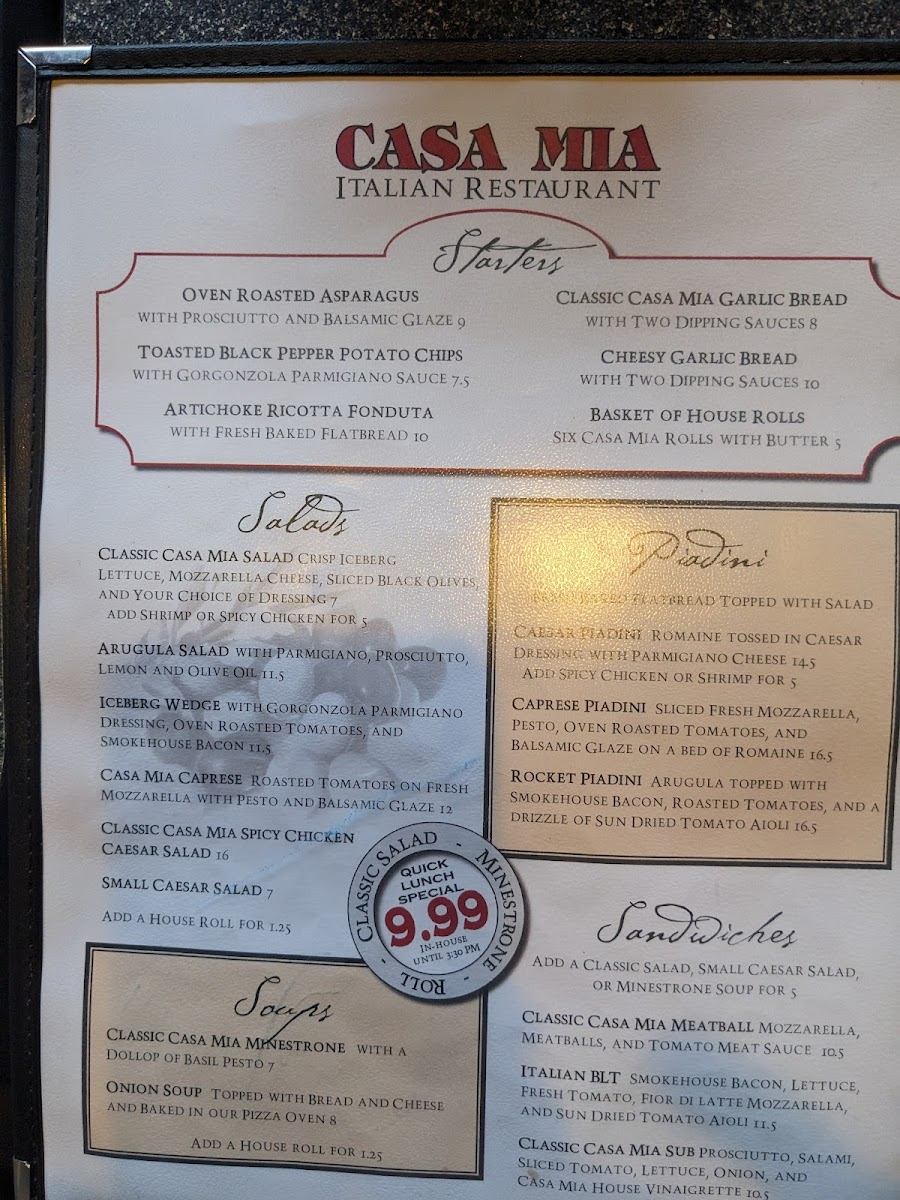 CASA MIA
ITALIAN RESTAURANT
Starters
OVEN ROASTED ASPARAGUS
WITH PROSCIUTTO AND BALSAMIC GLAZE 9
TOASTED BLACK PEPPER POTATO CHIPS
WITH GORGONZOLA PARMIGIANO SAUCE 7.5
ARTICHOKE RICOTTA FONDUTA
WITH FRESH BAKED FLATBREAD 10
CLASSIC CASA MIA GARLIC BREAD
WITH TWO DIPPING SAUCES 8
CHEESY GARLIC BREAD
WITH TWO DIPPING SAUCES 10
BASKET OF HOUSE ROLLS
SIX CASA MIA ROLLS WITH BUTTER 5
Salads
CLASSIC CASA MIA SALAD CRISP ICEBERG
LETTUCE, MOZZARELLA CHEESE, SLICED BLACK OLIVES,
AND YOUR CHOICE OF DRESSING 7
ADD SHRIMP OR SPICY CHICKEN FOR 5
ARUGULA SALAD WITH PARMIGIANO, PROSCIUTTO,
LEMON AND OLIVE OIL 11.5
ICEBERG WEDGE WITH GORGONZOLA PARMIGIANO
DRESSING, OVEN ROASTED TOMATOES, AND
SMOKEHOUSE BACON 11.5
CASA MIA CAPRESE ROASTED TOMATOES ON FRESH
MOZZARELLA WITH PESTO AND BALSAMIC GLAZE 12
CLASSIC CASA MIA SPICY CHICKEN
CAESAR SALAD 16
SMALL CAESAR SALAD 7
ADD A HOUSE ROLL FOR 1.25
CLASSIC SALAD - MINESTRONE - ROLL -
QUICK
LUNCH
SPECIAL
9.99
IN-HOUSE
UNTIL 3:30 PM
Soups
CLASSIC CASA MIA MINESTRONE WITH A
DOLLOP OF BASIL PESTO 7
ONION SOUP TOPPED WITH BREAD AND CHEESE
AND BAKED IN OUR PIZZA OVEN 8
ADD A HOUSE ROLL FOR 1.25
Piadini
FLATBREAD TOPPED WITH SALAD
CAESAR PIADINI ROMAINE TOSSED IN CAESAR
DRESSING WITH PARMIGIANO CHEESE 14.5
ADD SPICY CHICKEN OR SHRIMP FOR 5
CAPRESE PIADINI SLICED FRESH MOZZARELLA,
PESTO, OVEN ROASTED TOMATOES, AND
BALSAMIC GLAZE ON A BED OF ROMAINE 16.5
ROCKET PIADINI ARUGULA TOPPED WITH
SMOKEHOUSE BACON, ROASTED TOMATOES, AND A
DRIZZLE OF SUN DRIED TOMATO AIOLI 16.5
Sandwiches
ADD A CLASSIC SALAD, SMALL CAESAR SALAD,
OR MINESTRONE SOUP FOR 5
CLASSIC CASA MIA MEATBALL MOZZARELLA,
MEATBALLS, AND TOMATO MEAT SAUCE 10.5
ITALIAN BLT SMOKEHOUSE BACON, LETTUCE,
FRESH TOMATO, FIOR DI LATTE MOZZARELLA,
AND SUN DRIED TOMATO AIOLI 11.5
CLASSIC CASA MIA SUB PROSCIUTTO, SALAMI,
SLICED TOMATO, LETTUCE, ONION, AND
CASA MIA HOUSE VINAIGRETTE 10.5